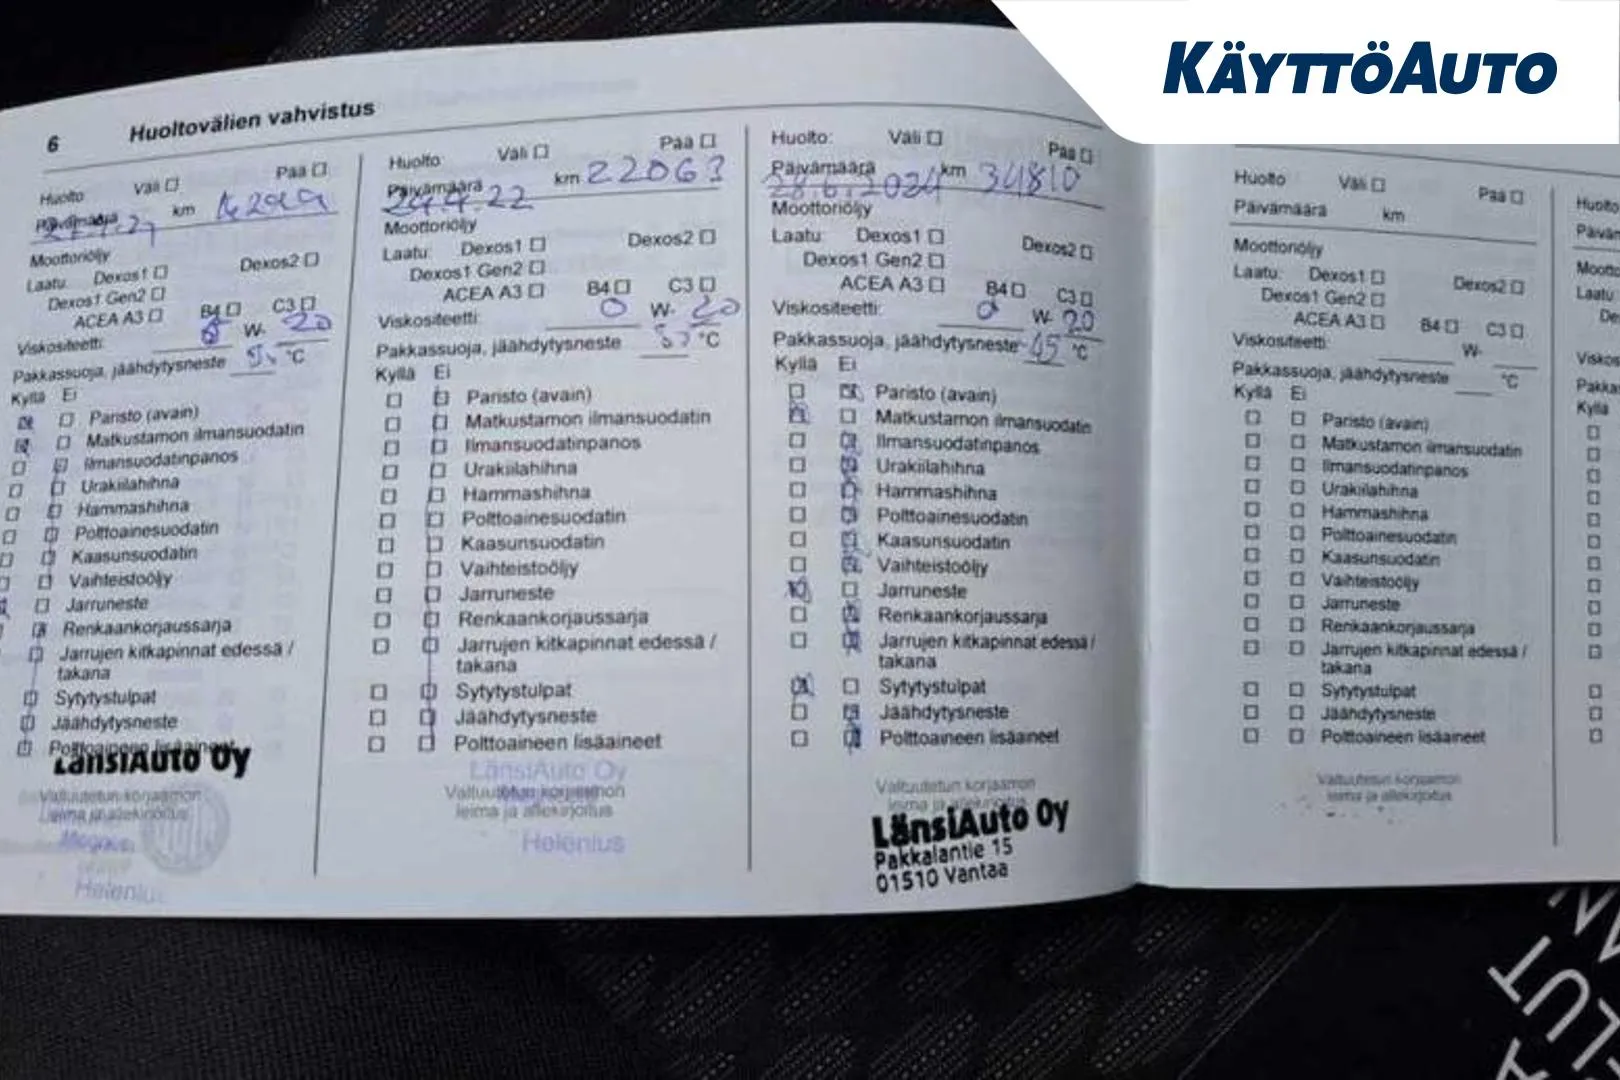 KÄYTTÖAUTO
6 Huoltovälien vahvistus
Huolto Väli Pää
Päivämäärä km
Moottoriöljy
Laatu: Dexos1 Dexos2
Dexos1 Gen2
ACEA A3 B4 C3
Viskositeetti: 0 W- 20
Pakkassuoja, jäähdytysneste °C
Kyllä Ei
Paristo (avain)
Matkustamon ilmansuodatin
Ilmansuodatinpanos
Urakiilahihna
Hammashihna
Polttoainesuodatin
Kaasunsuodatin
Vaihteistoöljy
Jarruneste
Renkaankorjaussarja
Jarrujen kitkapinnat edessä /
takana
Sytytystulpat
Jäähdytysneste
Polttoaineen lisäaineet
LänsiAuto Oy
Valtuutetun korjaamon
leima ja allekirjoitus
Helenius
Huolto: Väli Pää
Päivämäärä km 22063
24.4.22
Moottoriöljy
Laatu: Dexos1 Dexos2
Dexos1 Gen2
ACEA A3 B4 C3
Viskositeetti: 0 W- 20
Pakkassuoja, jäähdytysneste °C
Kyllä Ei
Paristo (avain)
Matkustamon ilmansuodatin
Ilmansuodatinpanos
Urakiilahihna
Hammashihna
Polttoainesuodatin
Kaasunsuodatin
Vaihteistoöljy
Jarruneste
Renkaankorjaussarja
Jarrujen kitkapinnat edessä /
takana
Sytytystulpat
Jäähdytysneste
Polttoaineen lisäaineet
LänsiAuto Oy
Valtuutetun korjaamon
leima ja allekirjoitus
Helenius
Huolto: Väli Pää
Päivämäärä km 34810
28.6.2024
Moottoriöljy
Laatu: Dexos1 Dexos2
Dexos1 Gen2
ACEA A3 B4 C3
Viskositeetti: 0 W- 20
Pakkassuoja, jäähdytysneste -45 °C
Kyllä Ei
Paristo (avain)
Matkustamon ilmansuodatin
Ilmansuodatinpanos
Urakiilahihna
Hammashihna
Polttoainesuodatin
Kaasunsuodatin
Vaihteistoöljy
Jarruneste
Renkaankorjaussarja
Jarrujen kitkapinnat edessä /
takana
Sytytystulpat
Jäähdytysneste
Polttoaineen lisäaineet
Valtuutetun korjaamon
leima ja allekirjoitus
LänsiAuto Oy
Pakkalantie 15
01510 Vantaa
Huolto: Väli Pää
Päivämäärä km
Moottoriöljy
Laatu: Dexos1 Dexos2
Dexos1 Gen2
ACEA A3 B4 C3
Viskositeetti: W-
Pakkassuoja, jäähdytysneste °C
Kyllä Ei
Paristo (avain)
Matkustamon ilmansuodatin
Ilmansuodatinpanos
Urakiilahihna
Hammashihna
Polttoainesuodatin
Kaasunsuodatin
Vaihteistoöljy
Jarruneste
Renkaankorjaussarja
Jarrujen kitkapinnat edessä /
takana
Sytytystulpat
Jäähdytysneste
Polttoaineen lisäaineet
Valtuutetun korjaamon
leima ja allekirjoitus
Huolto
Kyllä